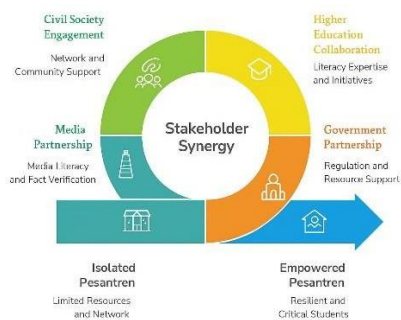 Civil Society
Engagement
Network and
Community Support
Higher
Education
Collaboration
Literacy Expertise
and Initiatives
Stakeholder
Synergy
Media
Partnership
Media Literacy
and Fact Verification
Government
Partnership
Regulation and
Resource Support
Isolated
Pesantren
Limited Resources
and Network
Empowered
Pesantren
Resilient and
Critical Students